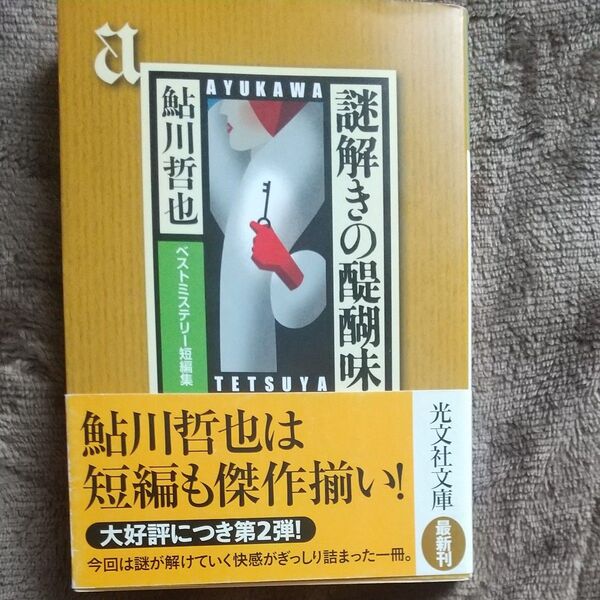 a
AYUKAWA
謎解きの醍醐味
鮎川哲也
ベストミステリー短編集
TETSUYA
鮎川哲也は
短編も傑作揃い!
大好評につき第2弾!
今回は謎が解けていく快感がぎっしり詰まった一冊。
光文社文庫
最新刊